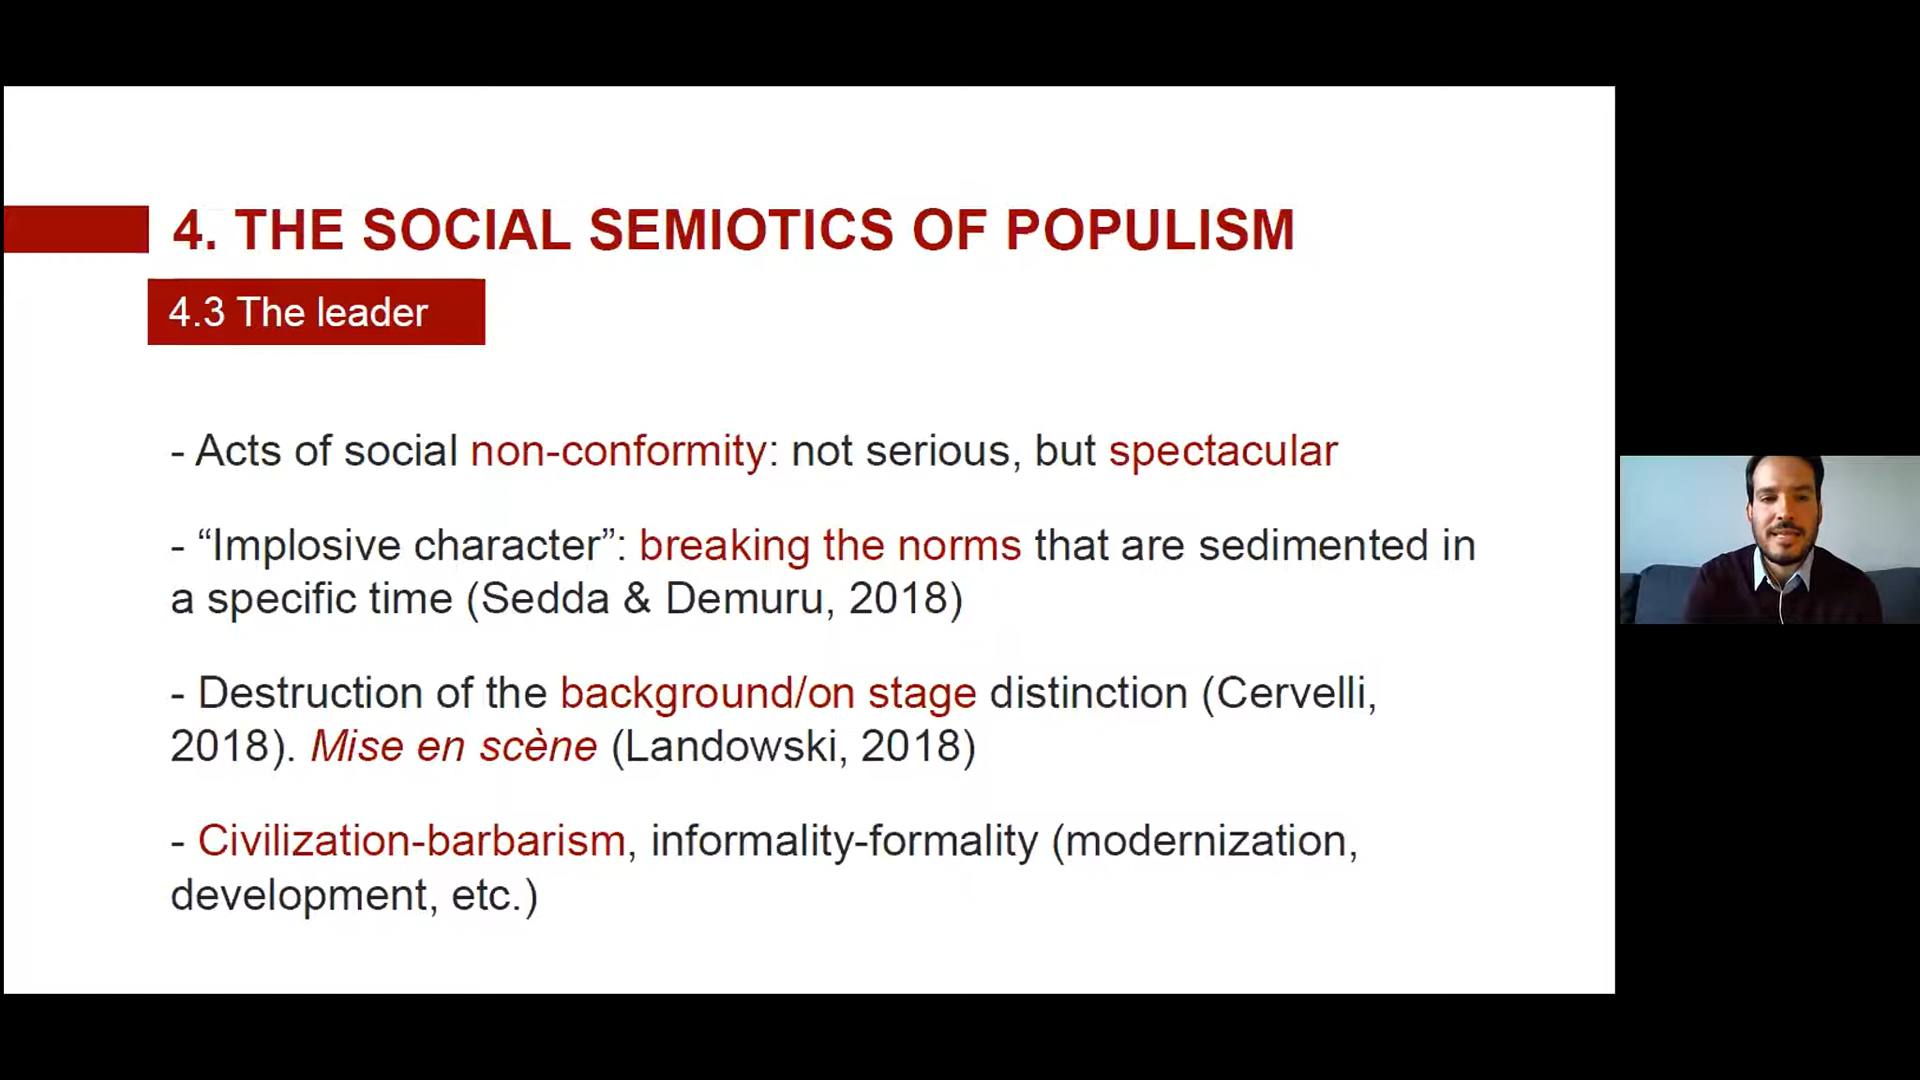 4. THE SOCIAL SEMIOTICS OF POPULISM
4.3 The leader
- Acts of social non-conformity: not serious, but spectacular
- “Implosive character”: breaking the norms that are sedimented in
a specific time (Sedda & Demuru, 2018)
- Destruction of the background/on stage distinction (Cervelli,
2018). Mise en scène (Landowski, 2018)
- Civilization-barbarism, informality-formality (modernization,
development, etc.)